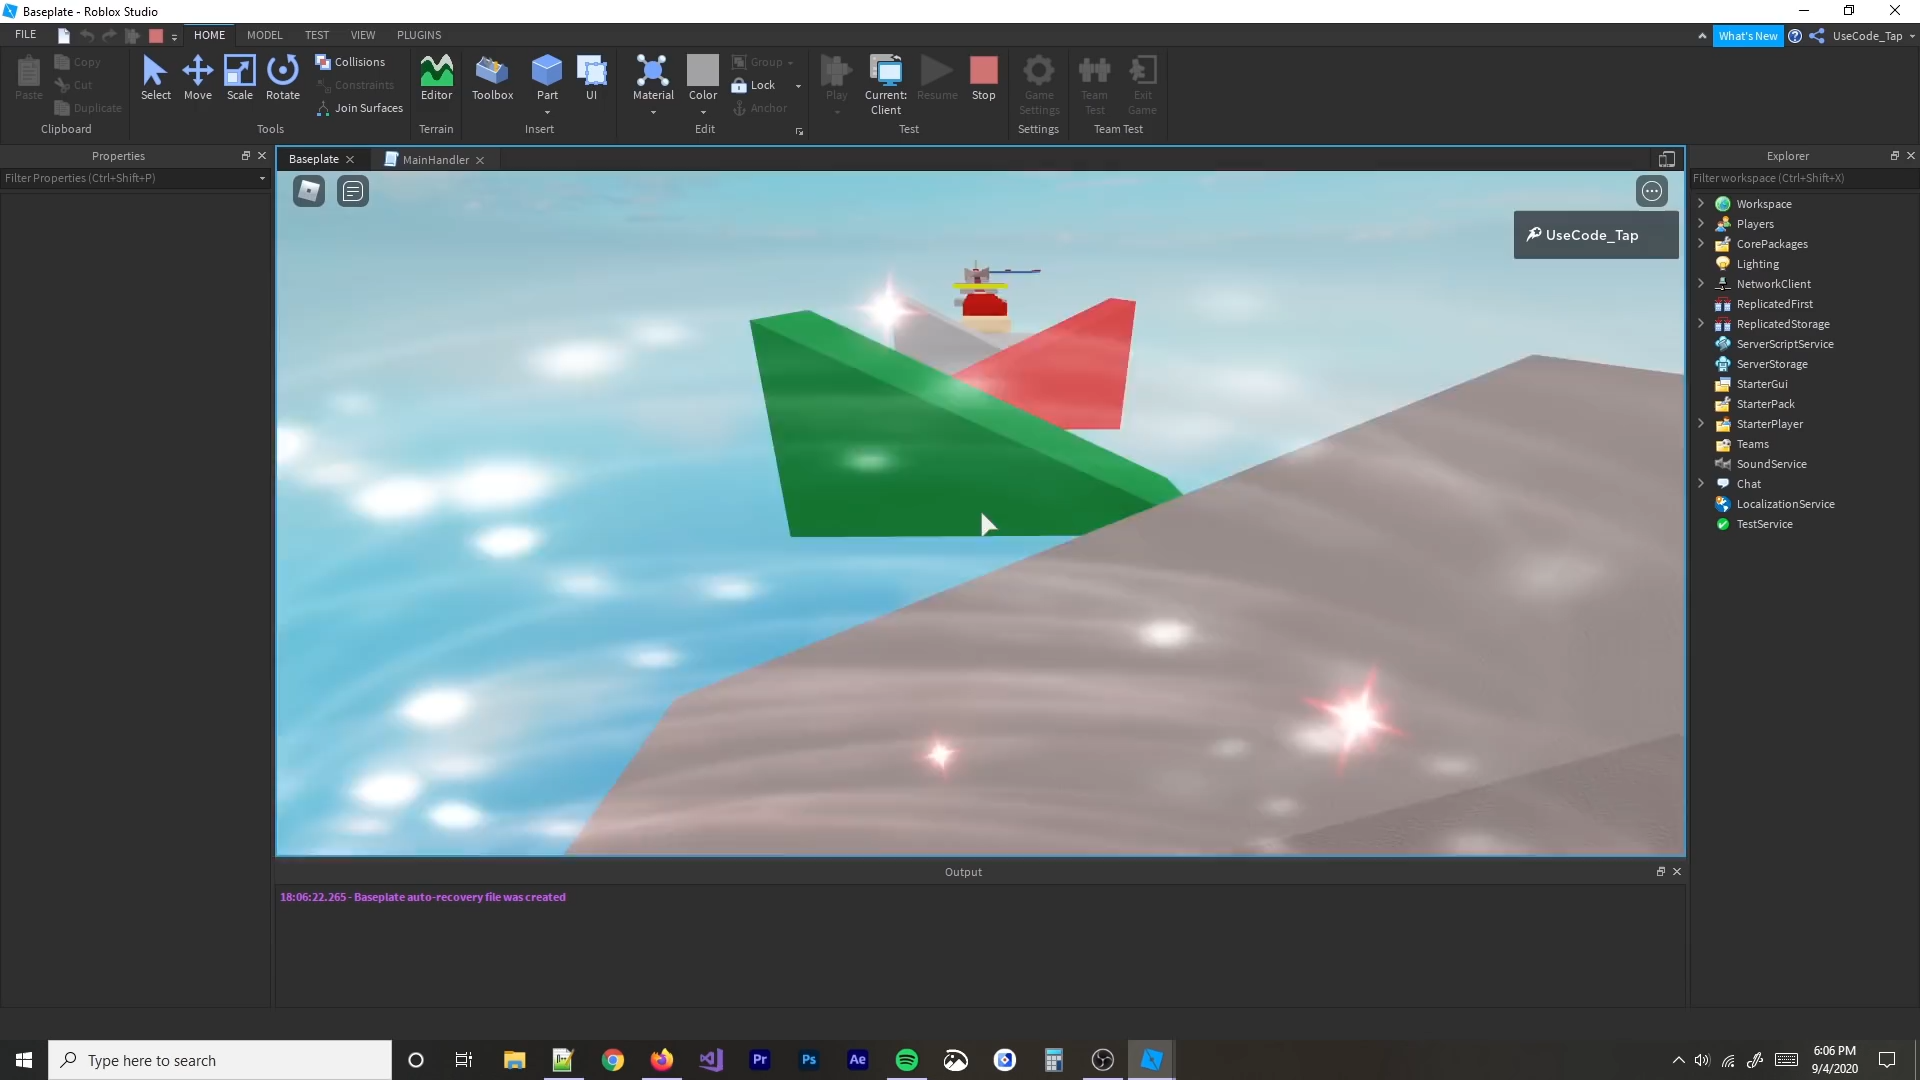 Baseplate - Roblox Studio
FILE
HOME
MODEL
TEST
VIEW
PLUGINS
What's New
UseCode_Tap
Paste
Copy
Cut
Duplicate
Clipboard
Select
Move
Scale
Rotate
Collisions
Constraints
Join Surfaces
Tools
Editor
Terrain
Toolbox
Part
UI
Insert
Material
Color
Group
Lock
Anchor
Edit
Play
Current:
Client
Resume
Stop
Test
Game
Settings
Settings
Team
Test
Exit
Game
Team Test
Properties
Filter Properties (Ctrl+Shift+P)
Baseplate
MainHandler
UseCode_Tap
Explorer
Filter workspace (Ctrl+Shift+X)
Workspace
Players
CorePackages
Lighting
NetworkClient
ReplicatedFirst
ReplicatedStorage
ServerScriptService
ServerStorage
StarterGui
StarterPack
StarterPlayer
Teams
SoundService
Chat
LocalizationService
TestService
Output
18:06:22.265 - Baseplate auto-recovery file was created
Type here to search
Pr
Ps
Ae
6:06 PM
9/4/2020